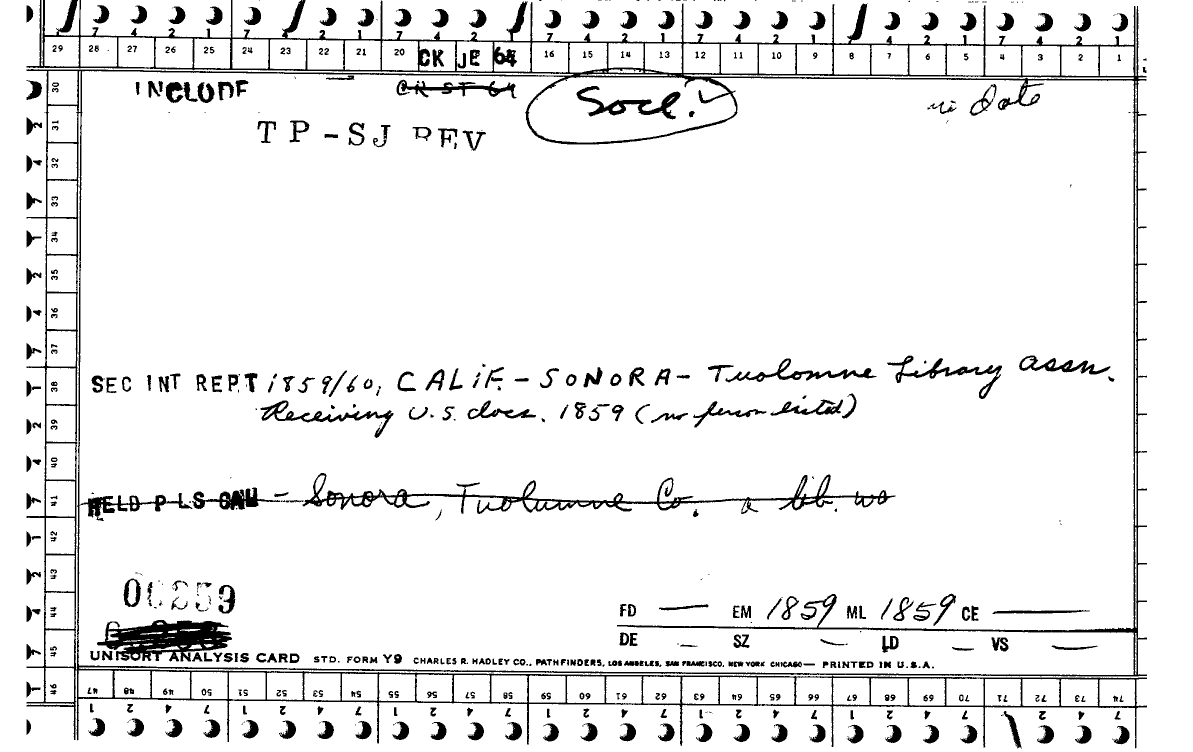 7 4 2 1 7 4 2 1 7 4 2 1 7 4 2 1 7 4 2 1 7 4 2 1 7 4 2 1
29 28 27 26 25 24 23 22 21 20 CK JE 64 16 15 14 13 12 11 10 9 8 7 6 5 4 3 2 1
30 INCLUDE CR ST 64 Socl.
date
31 TP-SJ REV
32
33
34
35
36
37
38 SEC INT REPT 1859/60, CALIF. - SONORA - Tuolomne Library Assn.
39 Receiving U.S. docs. 1859 (no person listed)
40
41 HELD P LS CALI - Sonora, Tuolumne Co. a lib. wo
42
43
00259
44 FD — EM 1859 ML 1859 CE —
DE — SZ — LD — VS —
45 UNISORT ANALYSIS CARD STD. FORM Y9 CHARLES R. HADLEY CO., PATHFINDERS, LOS ANGELES, SAN FRANCISCO, NEW YORK CHICAGO — PRINTED IN U.S.A.
46 47 48 49 50 51 52 53 54 55 56 57 58 59 60 61 62 63 64 65 66 67 68 69 70 71 72 73 74
1 2 4 7 1 2 4 7 1 2 4 7 1 2 4 7 1 2 4 7 1 2 4 7 1 2 4 7